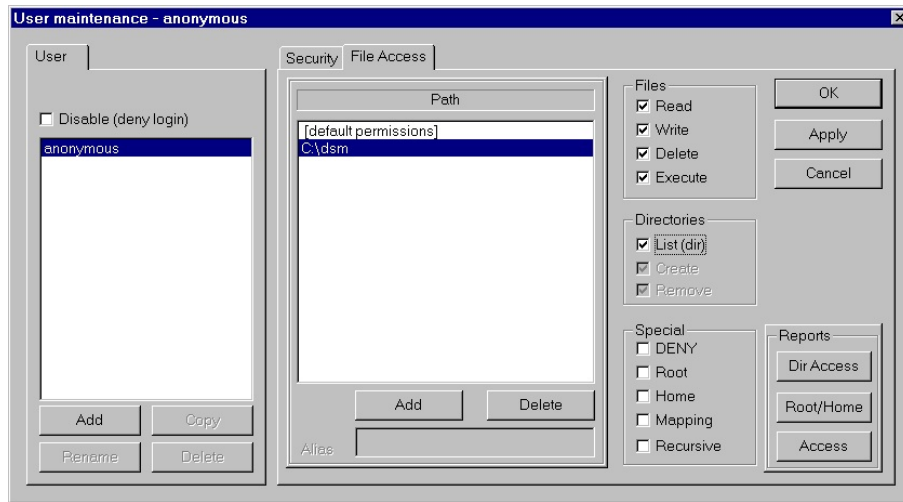 User maintenance - anonymous
User
Disable (deny login)
anonymous
Add
Copy
Rename
Delete
Security
File Access
Path
[default permissions]
C:\dsm
Add
Delete
Alias
Files
Read
Write
Delete
Execute
Directories
List (dir)
Create
Remove
Special
DENY
Root
Home
Mapping
Recursive
OK
Apply
Cancel
Reports
Dir Access
Root/Home
Access